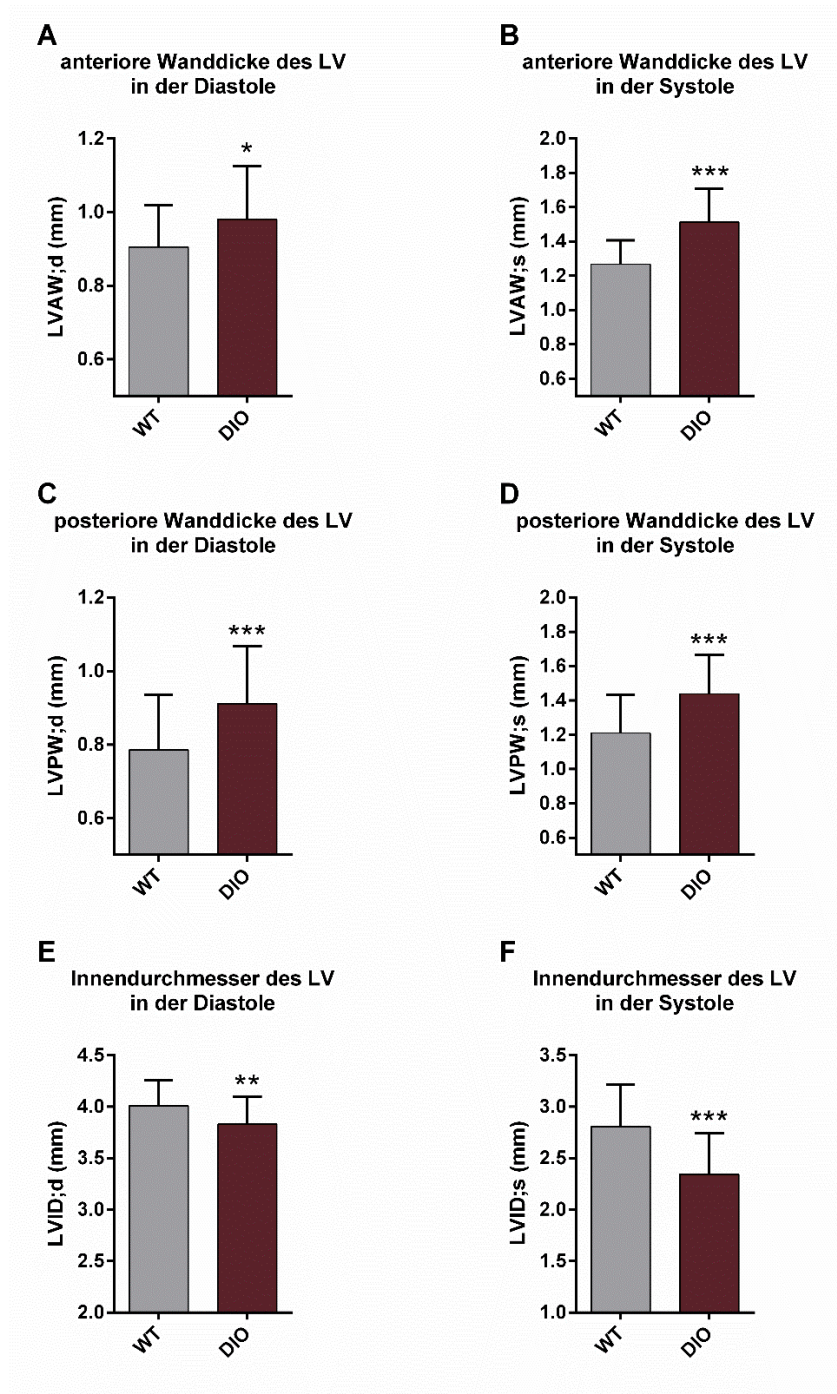 A
anteriore Wanddicke des LV
in der Diastole
1.2
1.0
0.8
0.6
LVAW;d (mm)
*
WT
DIO
B
anteriore Wanddicke des LV
in der Systole
2.0
1.8
1.6
1.4
1.2
1.0
0.8
0.6
LVAW;s (mm)
***
WT
DIO
C
posteriore Wanddicke des LV
in der Diastole
1.2
1.0
0.8
0.6
LVPW;d (mm)
***
WT
DIO
D
posteriore Wanddicke des LV
in der Systole
2.0
1.8
1.6
1.4
1.2
1.0
0.8
0.6
LVPW;s (mm)
***
WT
DIO
E
Innendurchmesser des LV
in der Diastole
4.5
4.0
3.5
3.0
2.5
2.0
LVID;d (mm)
**
WT
DIO
F
Innendurchmesser des LV
in der Systole
3.5
3.0
2.5
2.0
1.5
1.0
LVID;s (mm)
***
WT
DIO